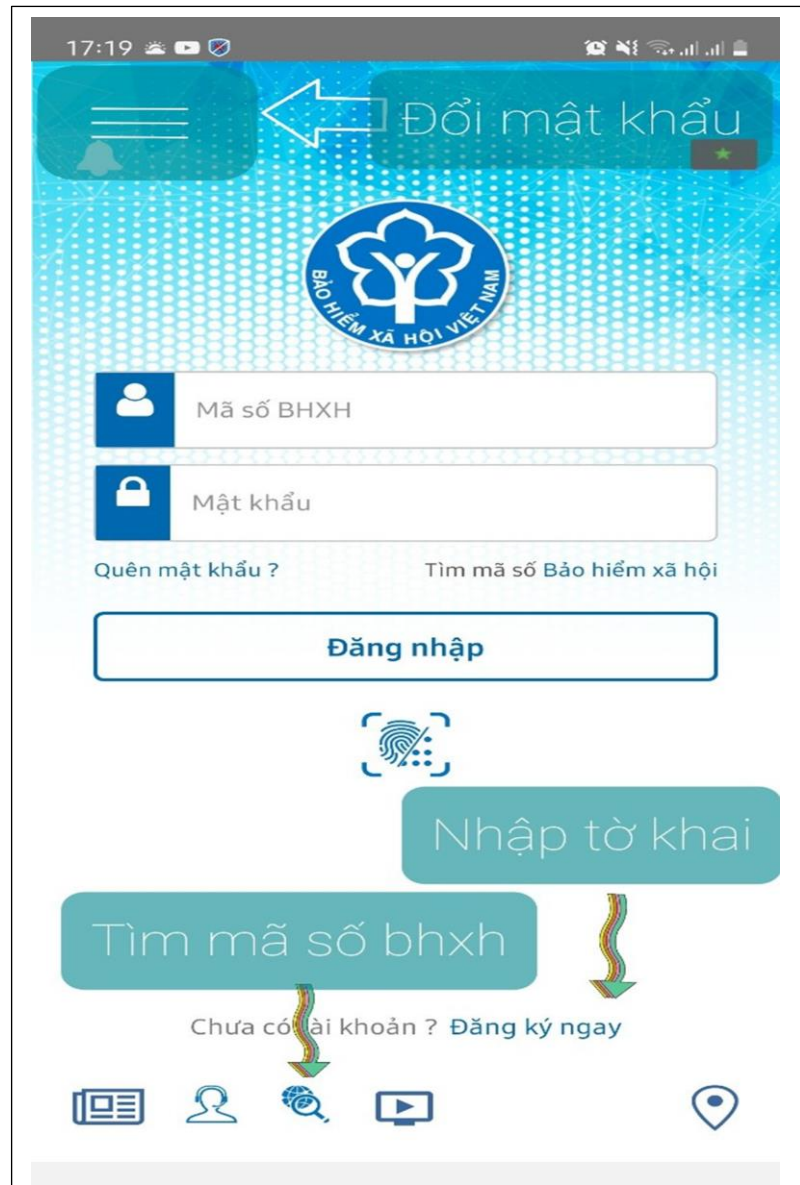 17:19
Đổi mật khẩu
BẢO HIỂM XÃ HỘI VIỆT NAM
Mã số BHXH
Mật khẩu
Quên mật khẩu ? Tìm mã số Bảo hiểm xã hội
Đăng nhập
Nhập tờ khai
Tìm mã số bhxh
Chưa có tài khoản ? Đăng ký ngay